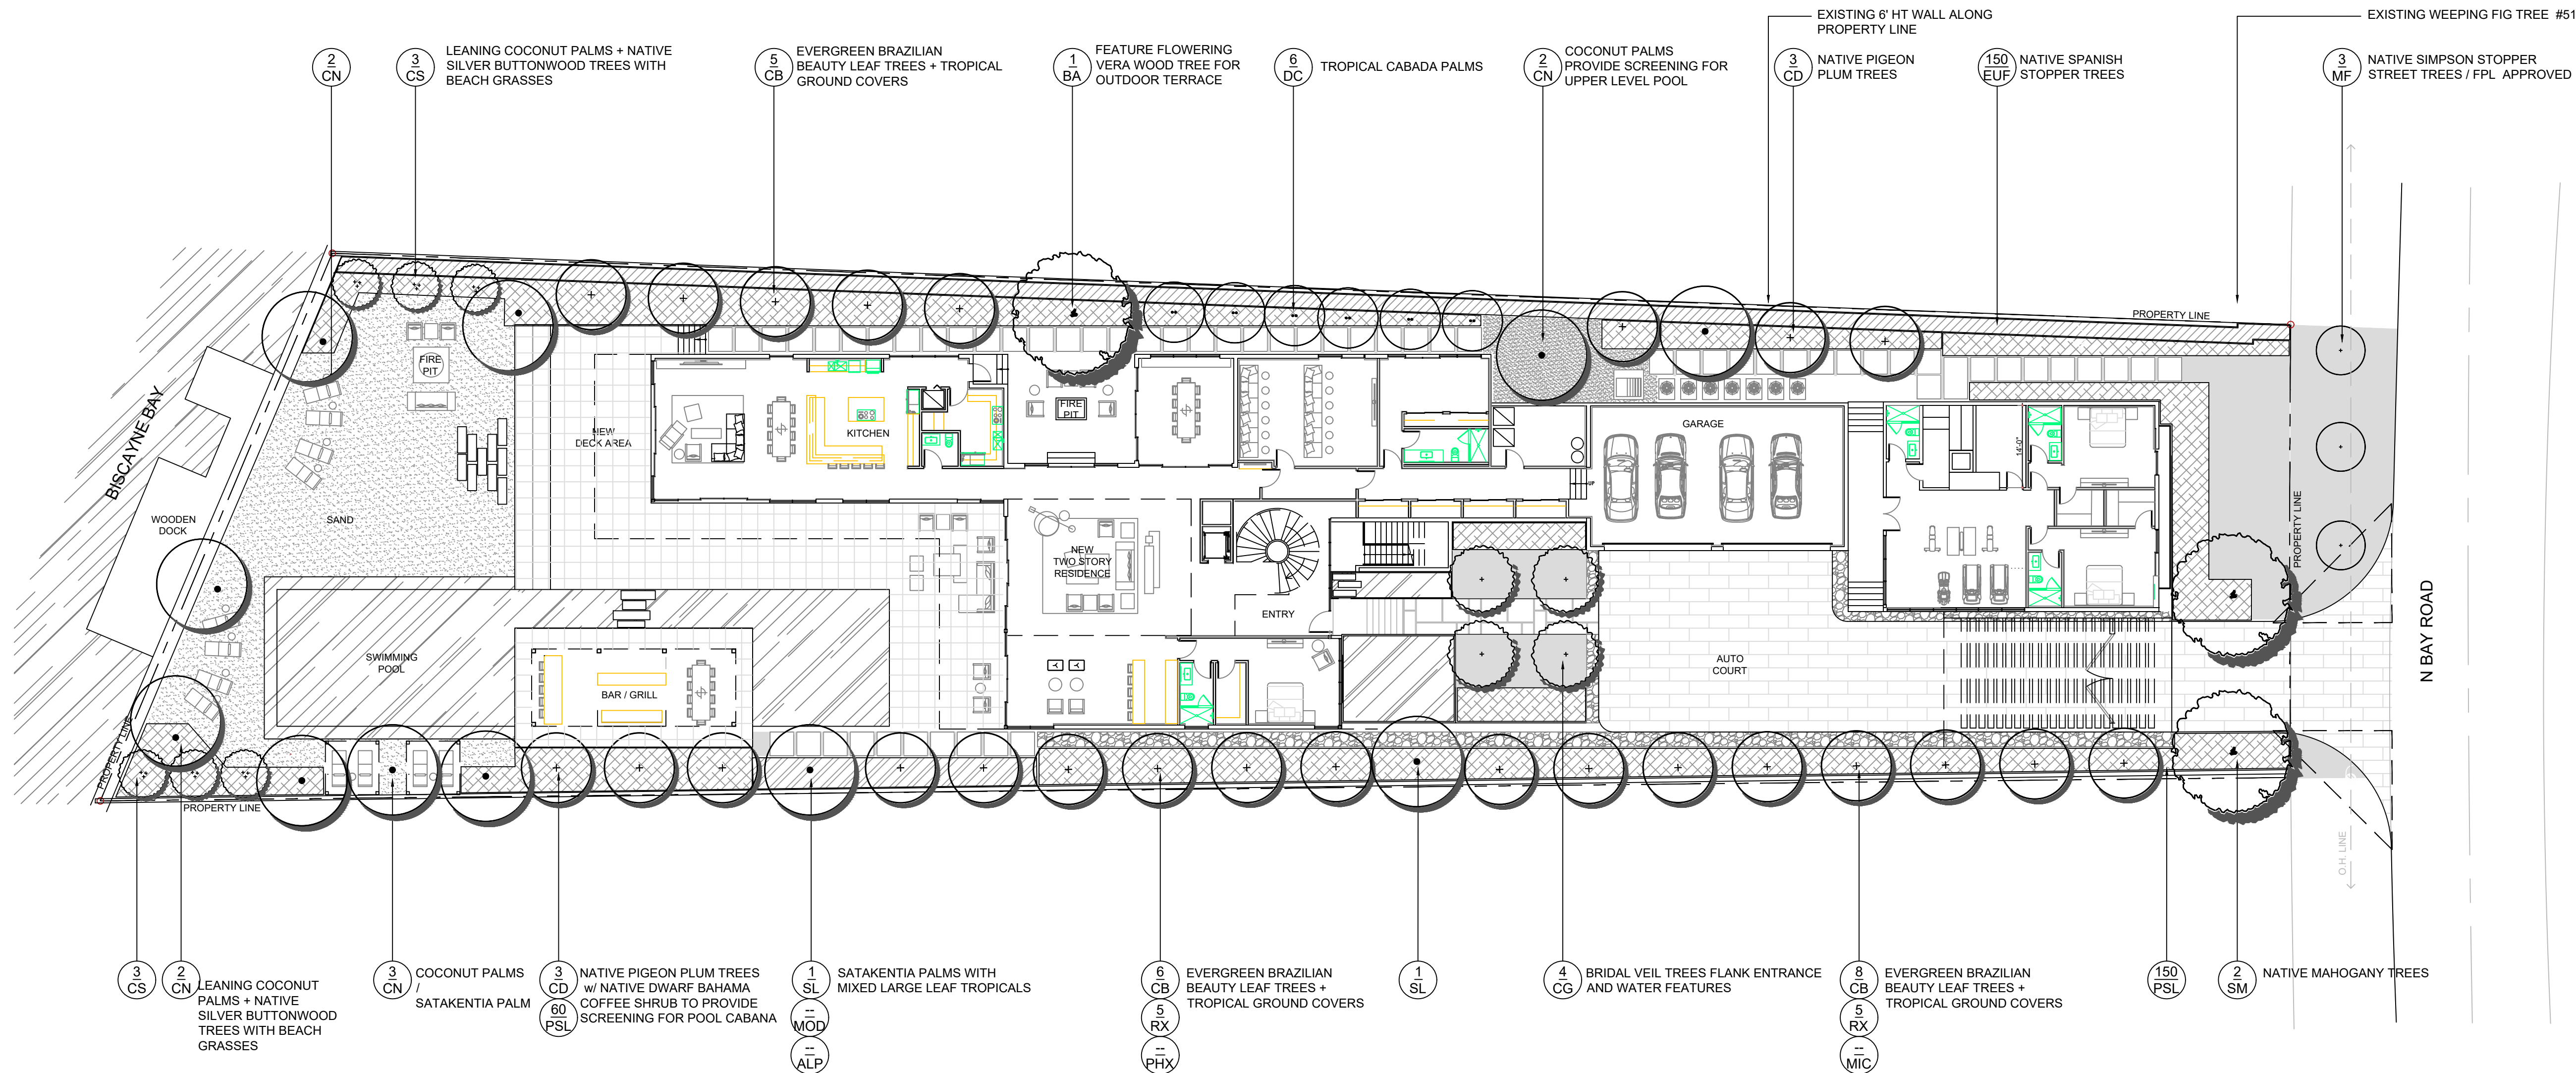 EXISTING 6' HT WALL ALONG
PROPERTY LINE
EXISTING WEEPING FIG TREE #51
2
CN
3
CS
LEANING COCONUT PALMS + NATIVE
SILVER BUTTONWOOD TREES WITH
BEACH GRASSES
5
CB
EVERGREEN BRAZILIAN
BEAUTY LEAF TREES + TROPICAL
GROUND COVERS
1
BA
FEATURE FLOWERING
VERA WOOD TREE FOR
OUTDOOR TERRACE
6
DC
TROPICAL CABADA PALMS
2
CN
COCONUT PALMS
PROVIDE SCREENING FOR
UPPER LEVEL POOL
3
CD
NATIVE PIGEON
PLUM TREES
150
EUF
NATIVE SPANISH
STOPPER TREES
3
MF
NATIVE SIMPSON STOPPER
STREET TREES / FPL APPROVED
PROPERTY LINE
BISCAYNE BAY
WOODEN
DOCK
FIRE
PIT
SAND
NEW
DECK AREA
KITCHEN
FIRE
PIT
GARAGE
UP
14'-0"
NEW
TWO STORY
RESIDENCE
ENTRY
SWIMMING
POOL
BAR / GRILL
AUTO
COURT
PROPERTY LINE
N BAY ROAD
O.H. LINE
PROPERTY LINE
PROPERTY LINE
3
CS
2
CN
LEANING COCONUT
PALMS + NATIVE
SILVER BUTTONWOOD
TREES WITH BEACH
GRASSES
3
CN
COCONUT PALMS
/
SATAKENTIA PALM
3
CD
60
PSL
NATIVE PIGEON PLUM TREES
w/ NATIVE DWARF BAHAMA
COFFEE SHRUB TO PROVIDE
SCREENING FOR POOL CABANA
1
SL
--
MOD
--
ALP
SATAKENTIA PALMS WITH
MIXED LARGE LEAF TROPICALS
6
CB
5
RX
--
PHX
EVERGREEN BRAZILIAN
BEAUTY LEAF TREES +
TROPICAL GROUND COVERS
1
SL
4
CG
BRIDAL VEIL TREES FLANK ENTRANCE
AND WATER FEATURES
8
CB
5
RX
--
MIC
EVERGREEN BRAZILIAN
BEAUTY LEAF TREES +
TROPICAL GROUND COVERS
150
PSL
2
SM
NATIVE MAHOGANY TREES